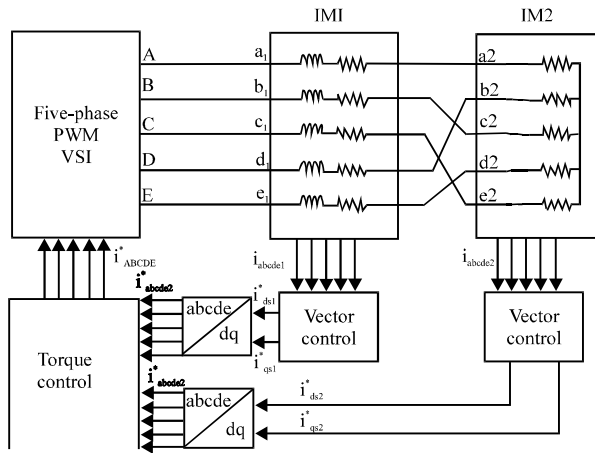 IMI
IM2
Five-phase
PWM
VSI
A
B
C
D
E
a1
b1
c1
d1
e1
a2
b2
c2
d2
e2
i*ABCDE
iabcde1
iabcde2
i*abcde2
abcde
dq
i*ds1
i*qs1
Vector
control
Vector
control
Torque
control
i*abcde2
abcde
dq
i*ds2
i*qs2